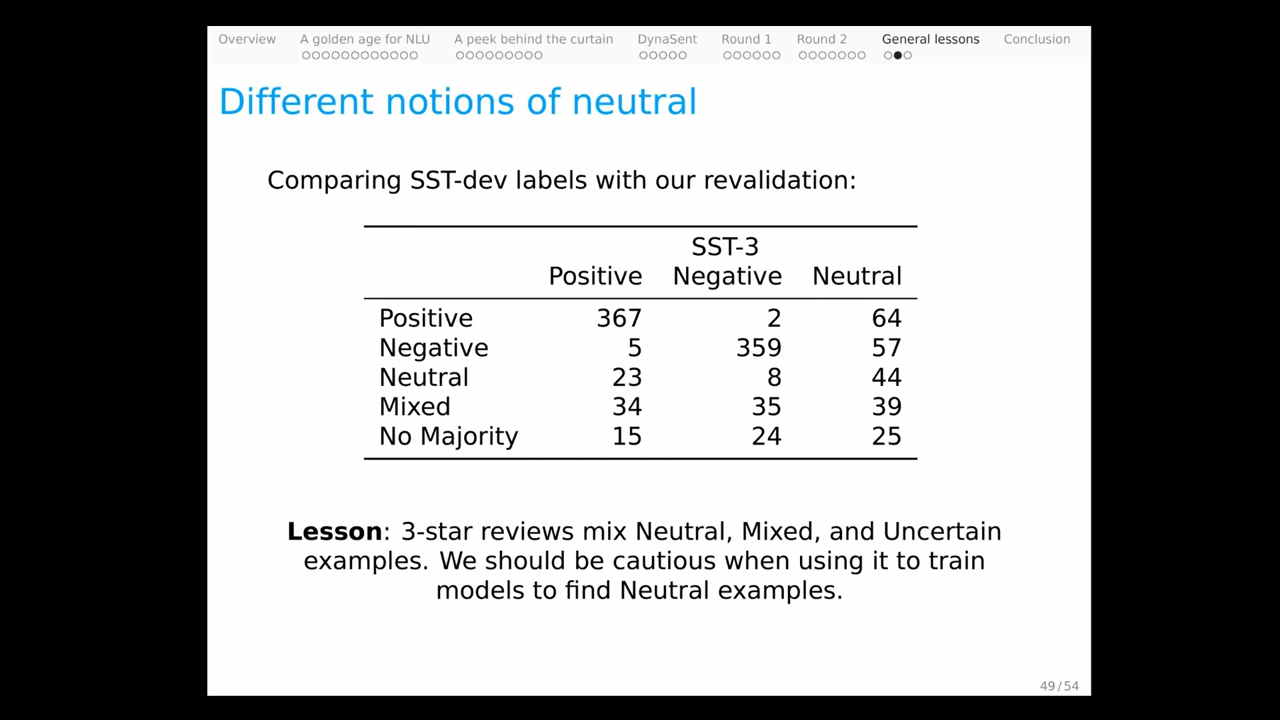 Overview A golden age for NLU A peek behind the curtain DynaSent Round 1 Round 2 General lessons Conclusion
Different notions of neutral
Comparing SST-dev labels with our revalidation:
SST-3
Positive Negative Neutral
Positive 367 2 64
Negative 5 359 57
Neutral 23 8 44
Mixed 34 35 39
No Majority 15 24 25
Lesson: 3-star reviews mix Neutral, Mixed, and Uncertain
examples. We should be cautious when using it to train
models to find Neutral examples.
49/54